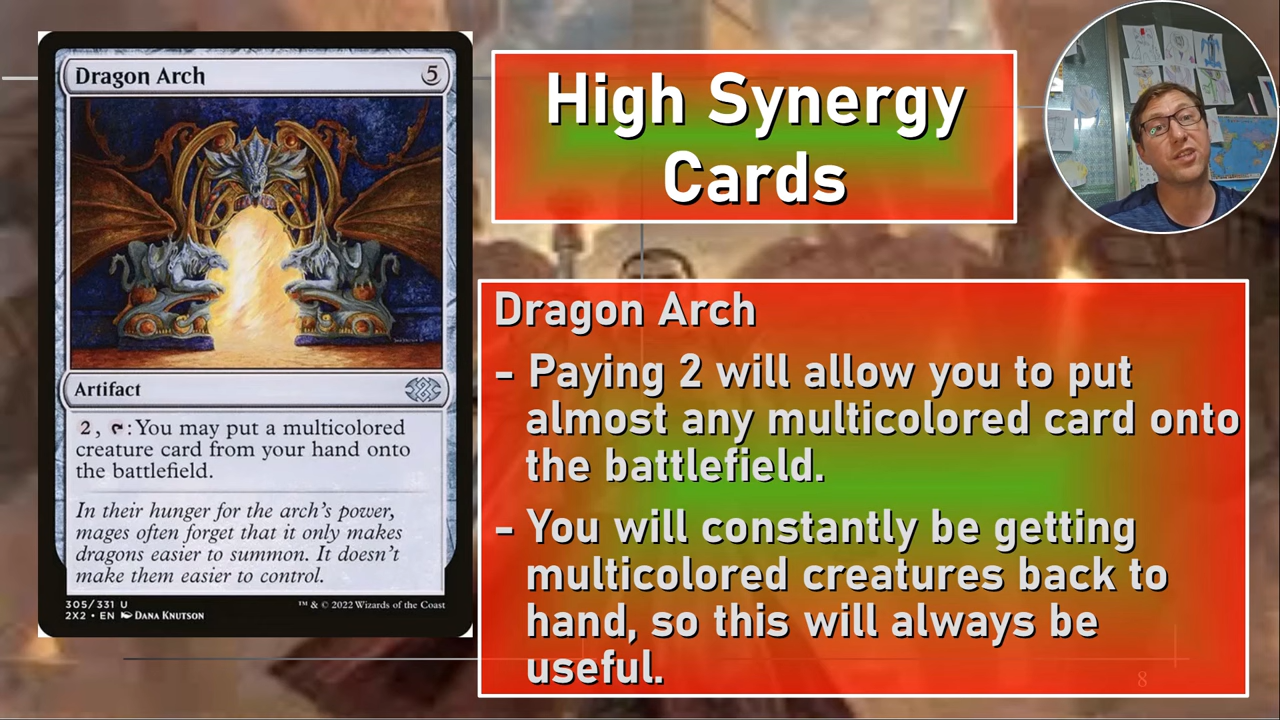 Dragon Arch
5
Artifact
2, :You may put a multicolored
creature card from your hand onto
the battlefield.
In their hunger for the arch's power,
mages often forget that it only makes
dragons easier to summon. It doesn't
make them easier to control.
305/331 U
2X2 • EN Dana Knutson
™ & © 2022 Wizards of the Coast
High Synergy
Cards
Dragon Arch
- Paying 2 will allow you to put
almost any multicolored card onto
the battlefield.
- You will constantly be getting
multicolored creatures back to
hand, so this will always be
useful.
8